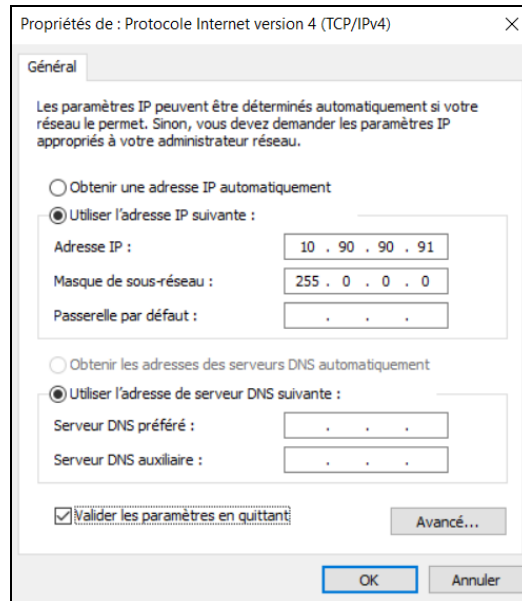 Propriétés de : Protocole Internet version 4 (TCP/IPv4)
Général
Les paramètres IP peuvent être déterminés automatiquement si votre
réseau le permet. Sinon, vous devez demander les paramètres IP
appropriés à votre administrateur réseau.
Obtenir une adresse IP automatiquement
Utiliser l'adresse IP suivante :
Adresse IP : 10 . 90 . 90 . 91
Masque de sous-réseau : 255 . 0 . 0 . 0
Passerelle par défaut : . . .
Obtenir les adresses des serveurs DNS automatiquement
Utiliser l'adresse de serveur DNS suivante :
Serveur DNS préféré : . . .
Serveur DNS auxiliaire : . . .
Valider les paramètres en quittant
Avancé...
OK Annuler